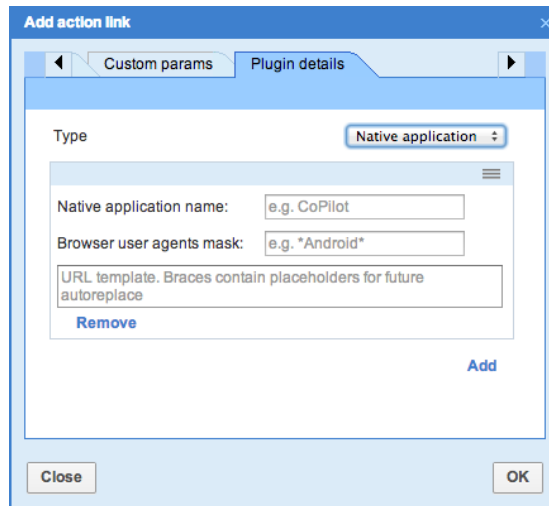 Add action link
Custom params
Plugin details
Type
Native application
Native application name:
e.g. CoPilot
Browser user agents mask:
e.g. *Android*
URL template. Braces contain placeholders for future
autoreplace
Remove
Add
Close
OK